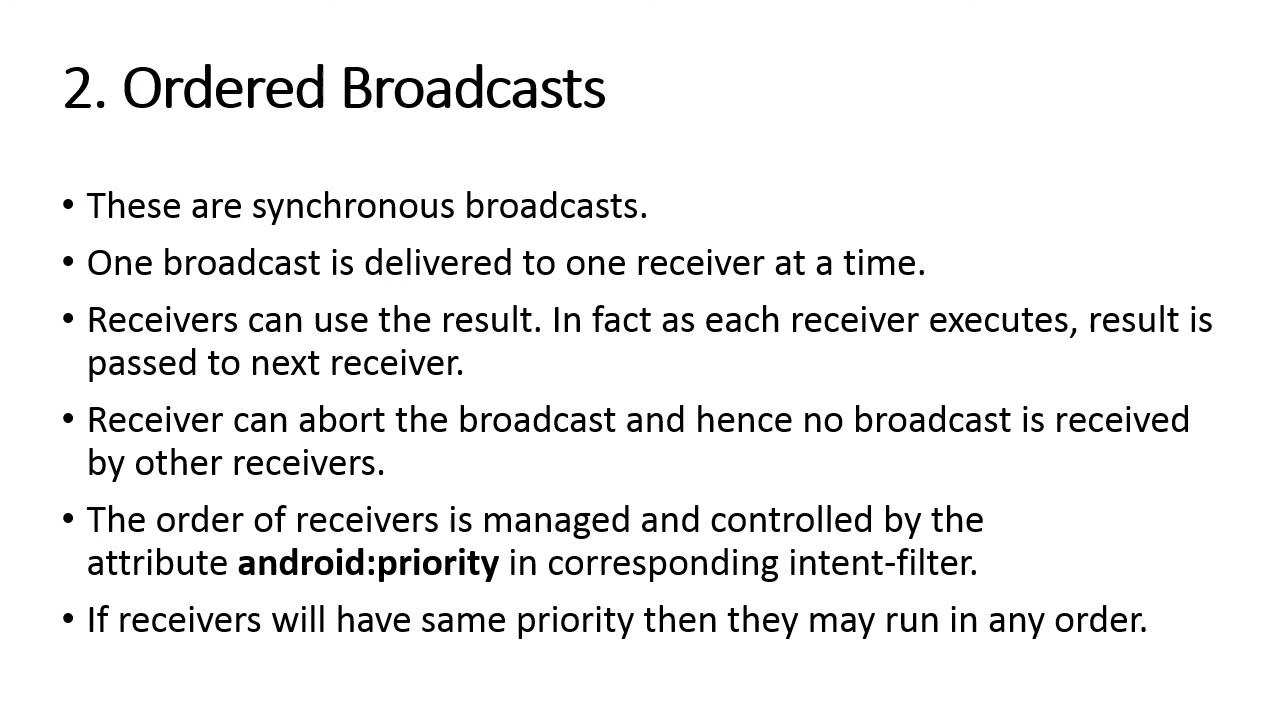 2. Ordered Broadcasts
• These are synchronous broadcasts.
• One broadcast is delivered to one receiver at a time.
• Receivers can use the result. In fact as each receiver executes, result is
passed to next receiver.
• Receiver can abort the broadcast and hence no broadcast is received
by other receivers.
• The order of receivers is managed and controlled by the
attribute android:priority in corresponding intent-filter.
• If receivers will have same priority then they may run in any order.